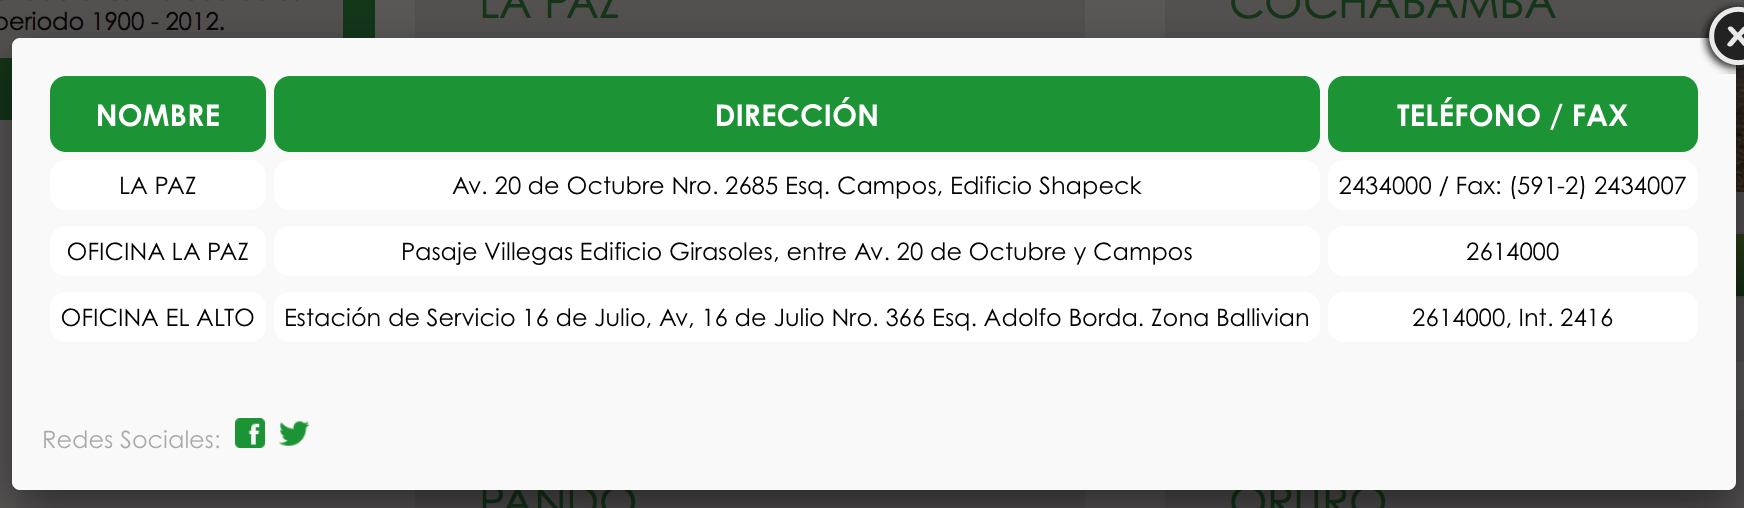 periodo 1900 - 2012.
LA PAZ
COCHABAMBA
NOMBRE
DIRECCIÓN
TELÉFONO / FAX
LA PAZ
Av. 20 de Octubre Nro. 2685 Esq. Campos, Edificio Shapeck
2434000 / Fax: (591-2) 2434007
OFICINA LA PAZ
Pasaje Villegas Edificio Girasoles, entre Av. 20 de Octubre y Campos
2614000
OFICINA EL ALTO
Estación de Servicio 16 de Julio, Av, 16 de Julio Nro. 366 Esq. Adolfo Borda. Zona Ballivian
2614000, Int. 2416
Redes Sociales:
PANDO
ORURO